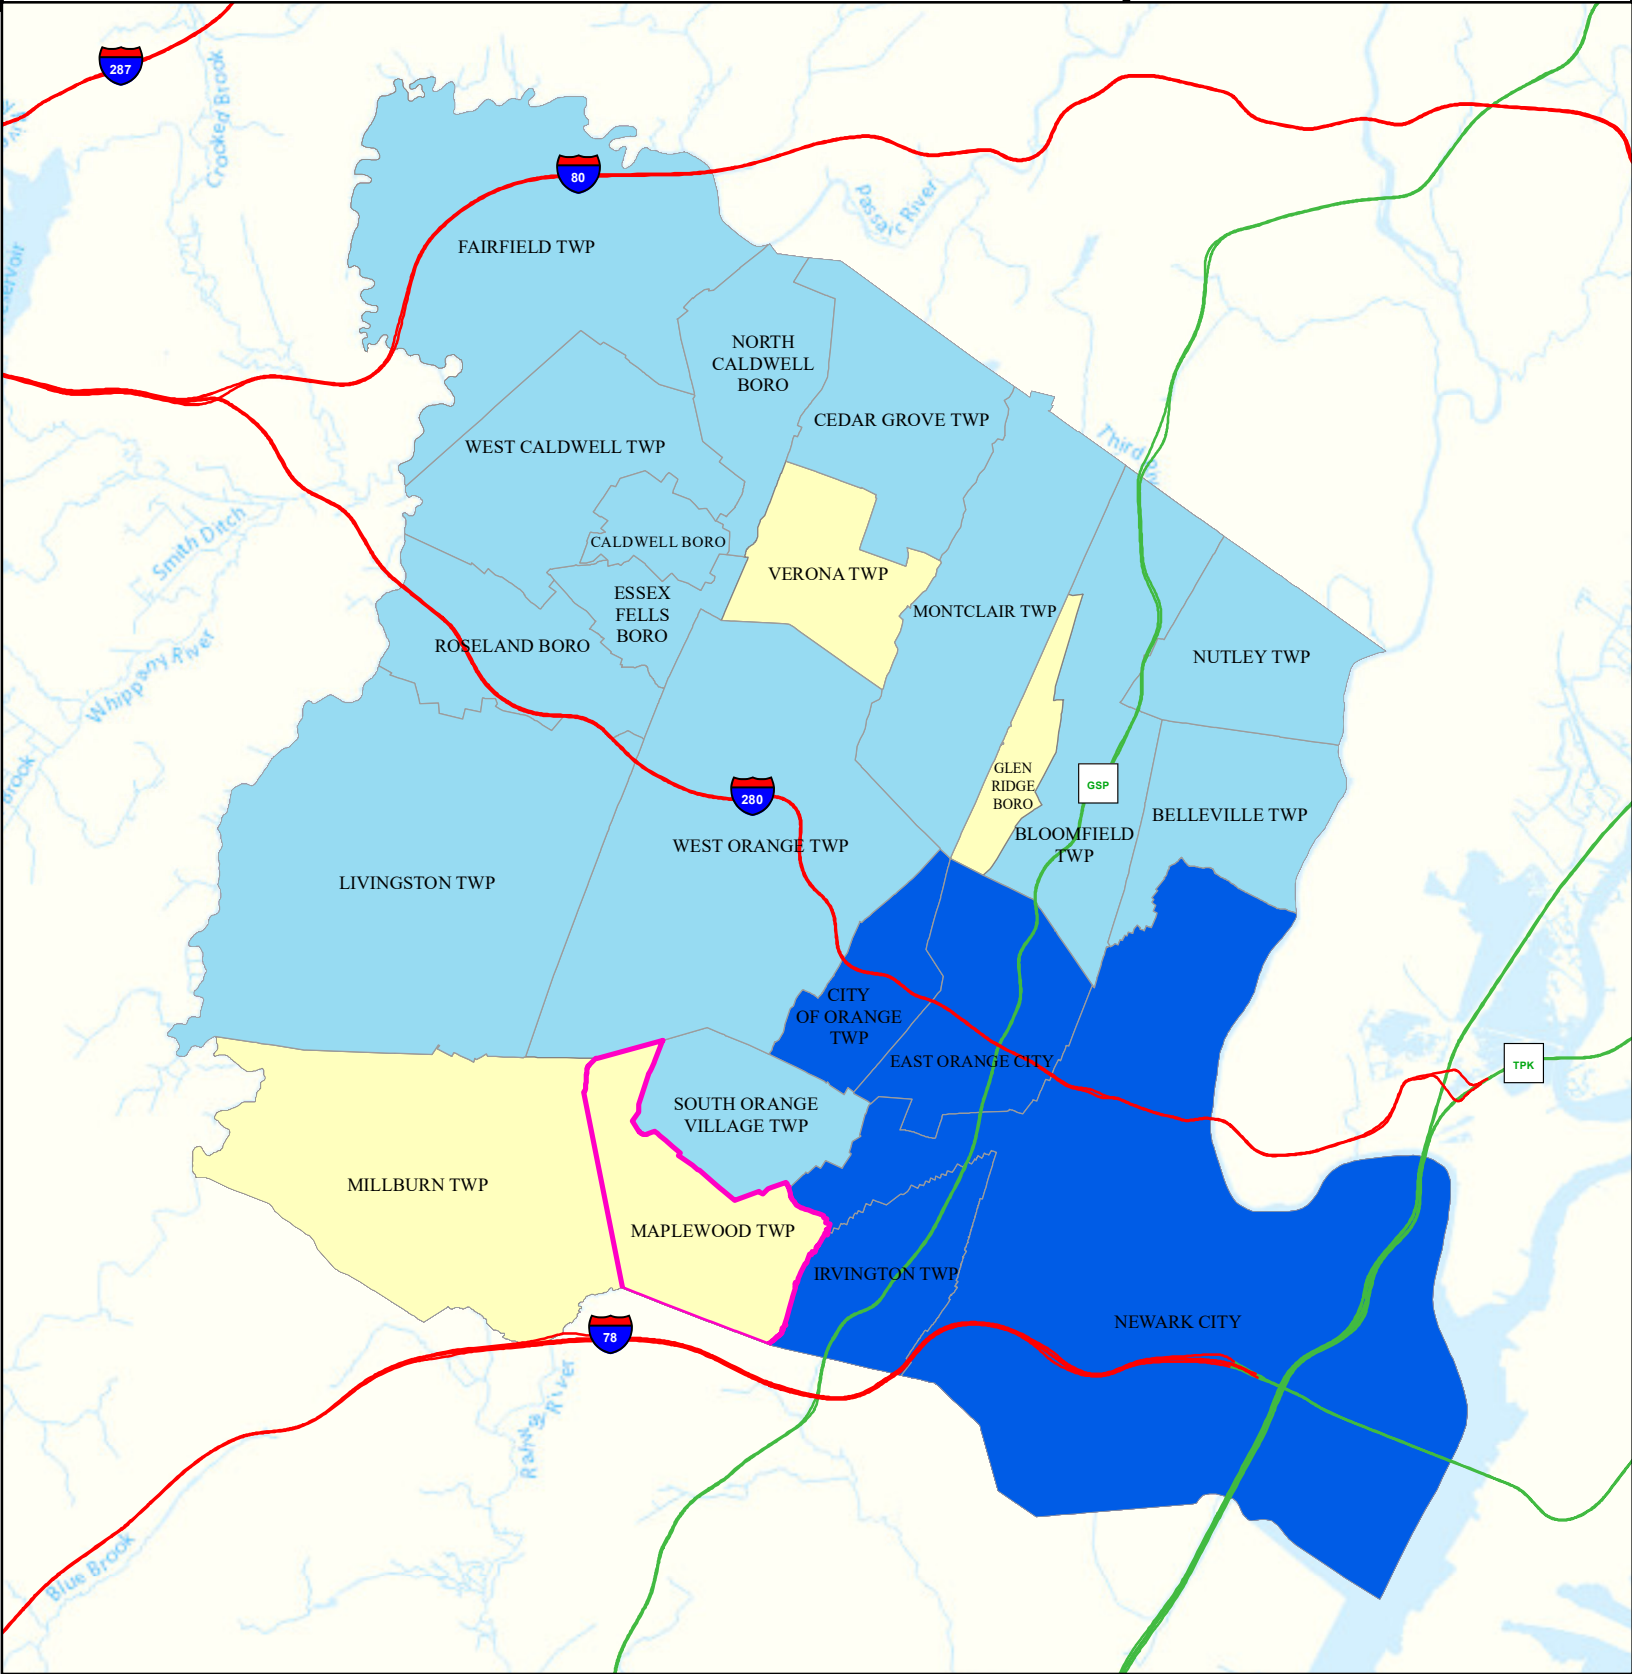 287
Crooked Brook
80
Passaic River
FAIRFIELD TWP
NORTH
CALDWELL
BORO
CEDAR GROVE TWP
WEST CALDWELL TWP
Smith Ditch
CALDWELL BORO
VERONA TWP
ESSEX
FELLS
BORO
MONTCLAIR TWP
ROSELAND BORO
NUTLEY TWP
Whippany River
Brook
GLEN
RIDGE
BORO
GSP
280
BELLEVILLE TWP
BLOOMFIELD
TWP
WEST ORANGE TWP
LIVINGSTON TWP
CITY
OF ORANGE
TWP
EAST ORANGE CITY
TPK
SOUTH ORANGE
VILLAGE TWP
MILLBURN TWP
MAPLEWOOD TWP
IRVINGTON TWP
NEWARK CITY
78
River
Blue Brook
Third